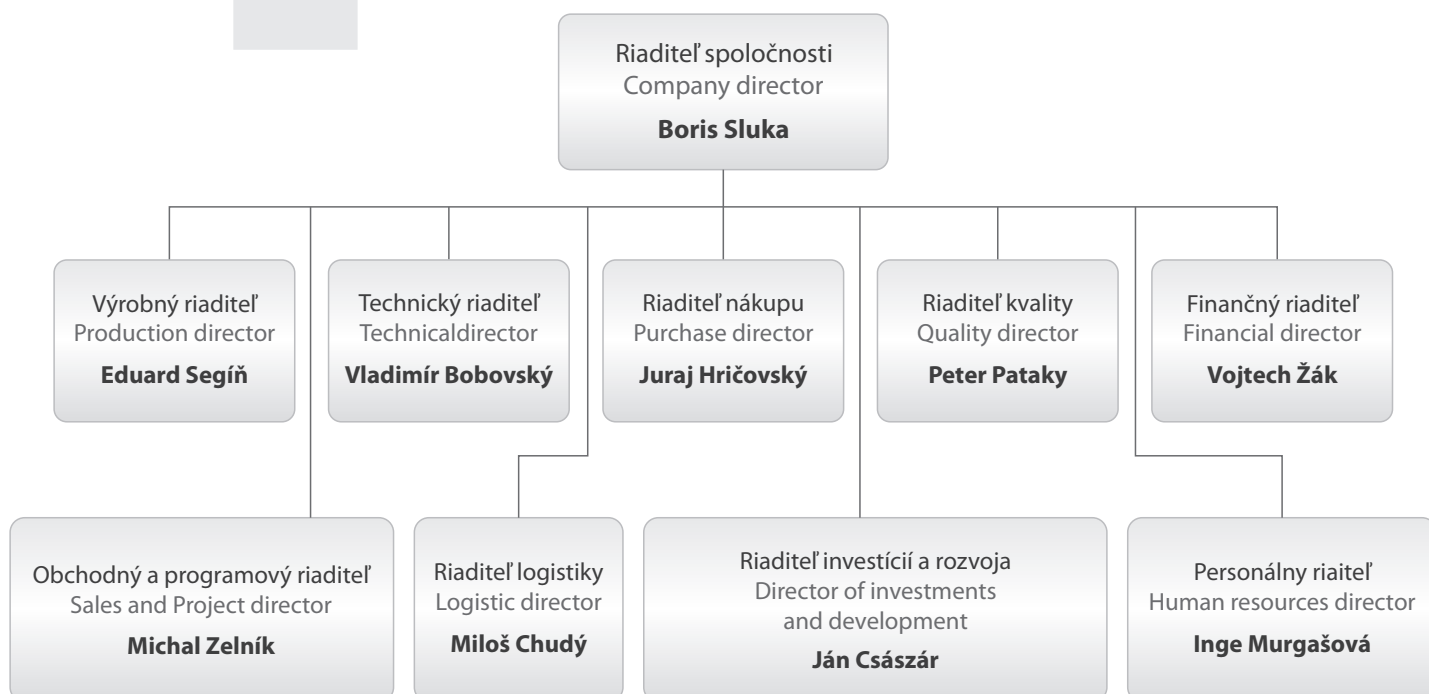 Riaditeľ spoločnosti
Company director
Boris Sluka
Výrobný riaditeľ
Production director
Eduard Segíň
Technický riaditeľ
Technicaldirector
Vladimír Bobovský
Riaditeľ nákupu
Purchase director
Juraj Hričovský
Riaditeľ kvality
Quality director
Peter Pataky
Finančný riaditeľ
Financial director
Vojtech Žák
Obchodný a programový riaditeľ
Sales and Project director
Michal Zelník
Riaditeľ logistiky
Logistic director
Miloš Chudý
Riaditeľ investícií a rozvoja
Director of investments
and development
Ján Császár
Personálny riaiteľ
Human resources director
Inge Murgašová